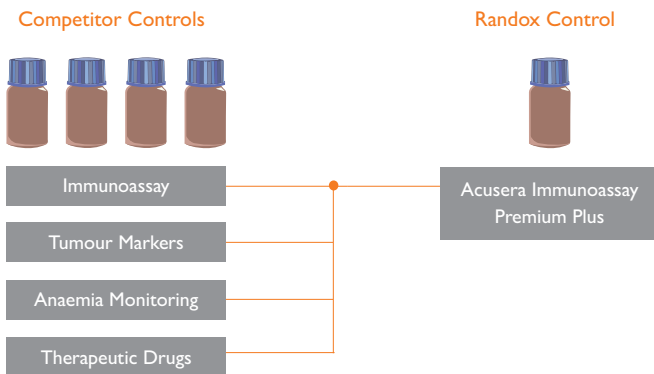 Competitor Controls
Randox Control
Immunoassay
Tumour Markers
Anaemia Monitoring
Therapeutic Drugs
Acusera Immunoassay
Premium Plus